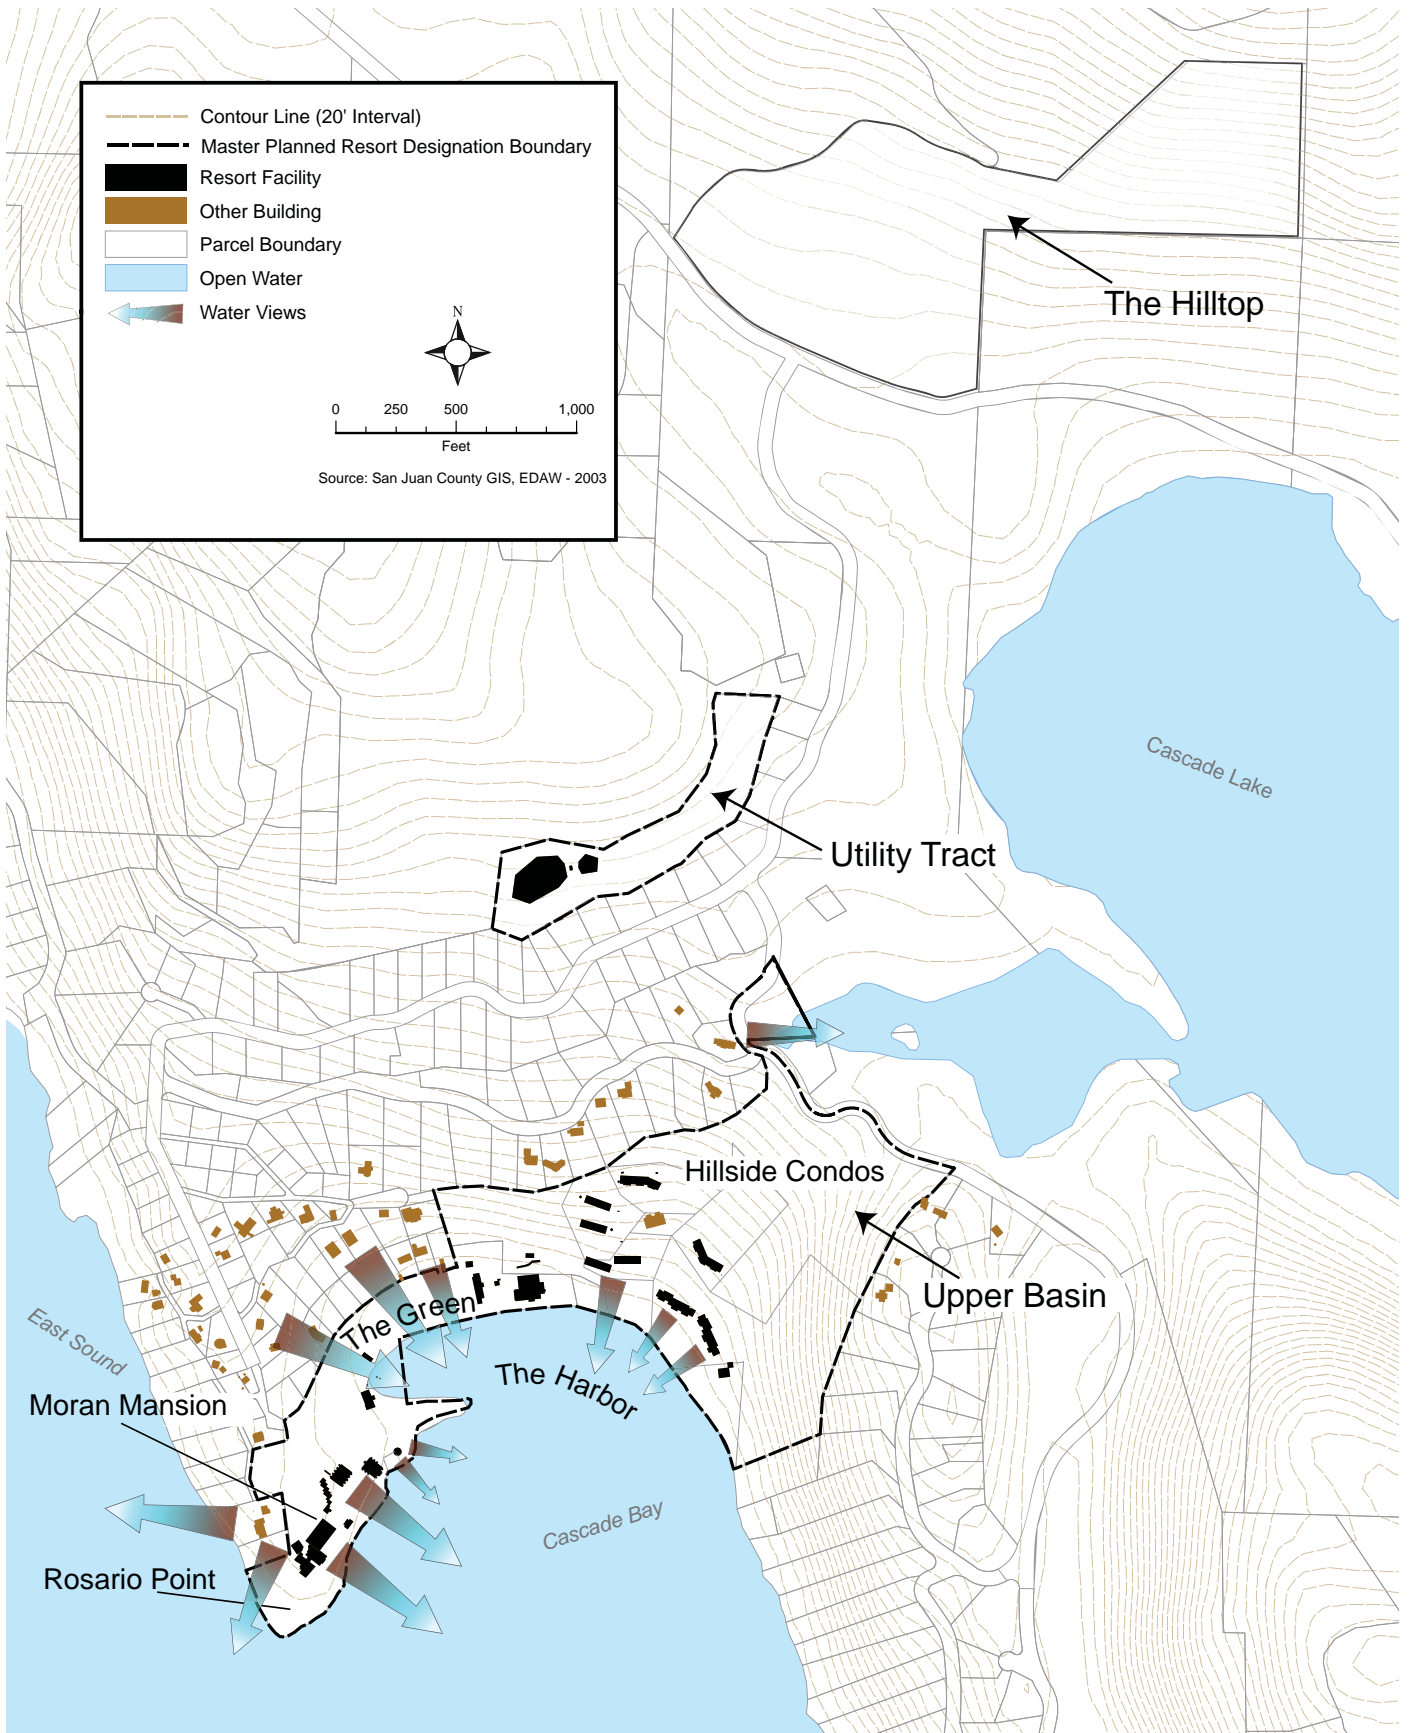 Contour Line (20' Interval)
Master Planned Resort Designation Boundary
Resort Facility
Other Building
Parcel Boundary
Open Water
Water Views
N
0 250 500 1,000
Feet
Source: San Juan County GIS, EDAW - 2003
The Hilltop
Cascade Lake
Utility Tract
Hillside Condos
Upper Basin
The Green
East Sound
The Harbor
Moran Mansion
Cascade Bay
Rosario Point